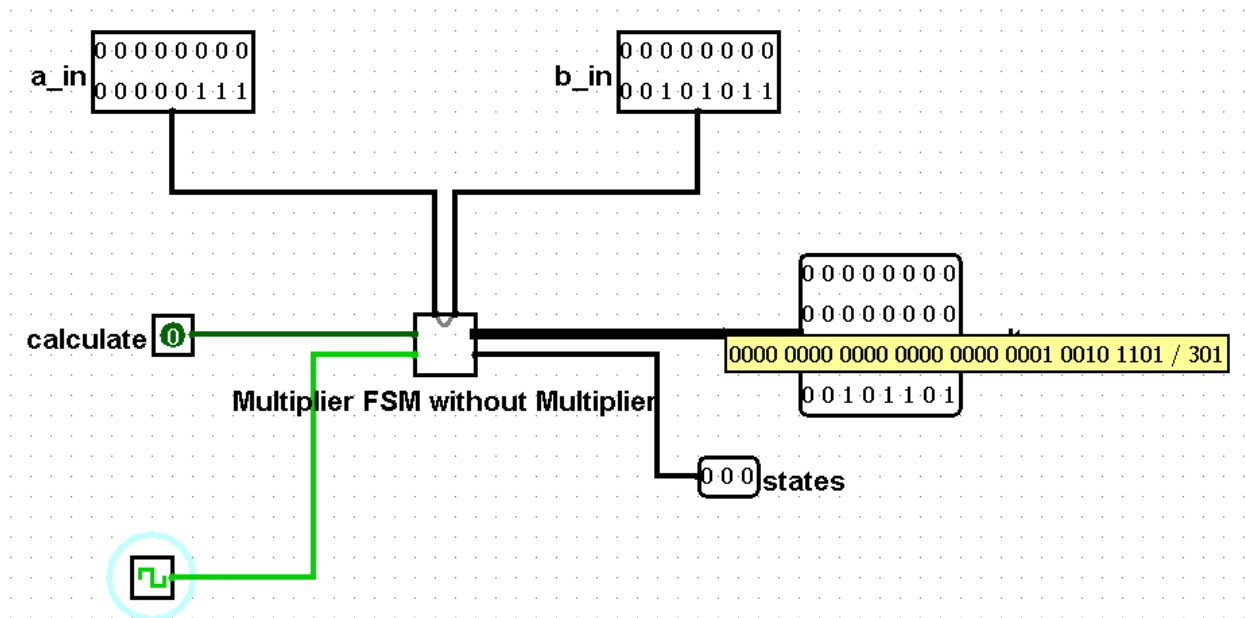 0 0 0 0 0 0 0 0
a_in
0 0 0 0 0 1 1 1
0 0 0 0 0 0 0 0
b_in
0 0 1 0 1 0 1 1
0 0 0 0 0 0 0 0
0 0 0 0 0 0 0 0
calculate 0
0000 0000 0000 0000 0000 0001 0010 1101 / 301
0 0 1 0 1 1 0 1
Multiplier FSM without Multiplier
0 0 0 states